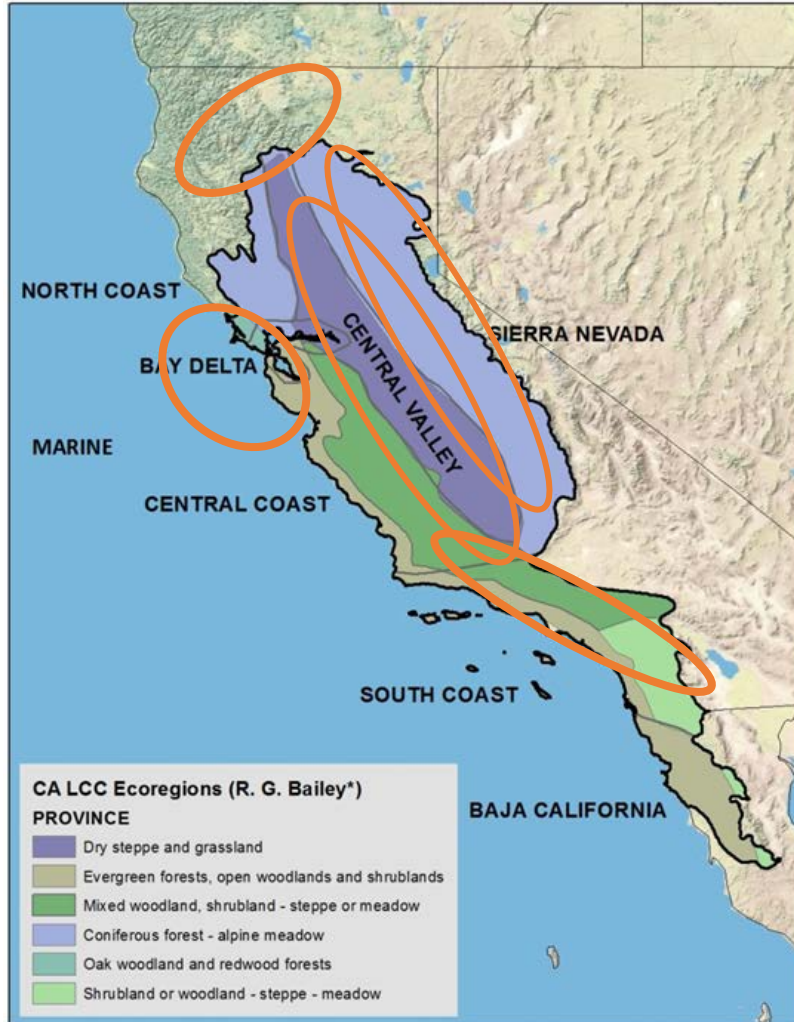 NORTH COAST
SIERRA NEVADA
CENTRAL VALLEY
BAY DELTA
MARINE
CENTRAL COAST
SOUTH COAST
BAJA CALIFORNIA
CA LCC Ecoregions (R. G. Bailey*)
PROVINCE
Dry steppe and grassland
Evergreen forests, open woodlands and shrublands
Mixed woodland, shrubland - steppe or meadow
Coniferous forest - alpine meadow
Oak woodland and redwood forests
Shrubland or woodland - steppe - meadow